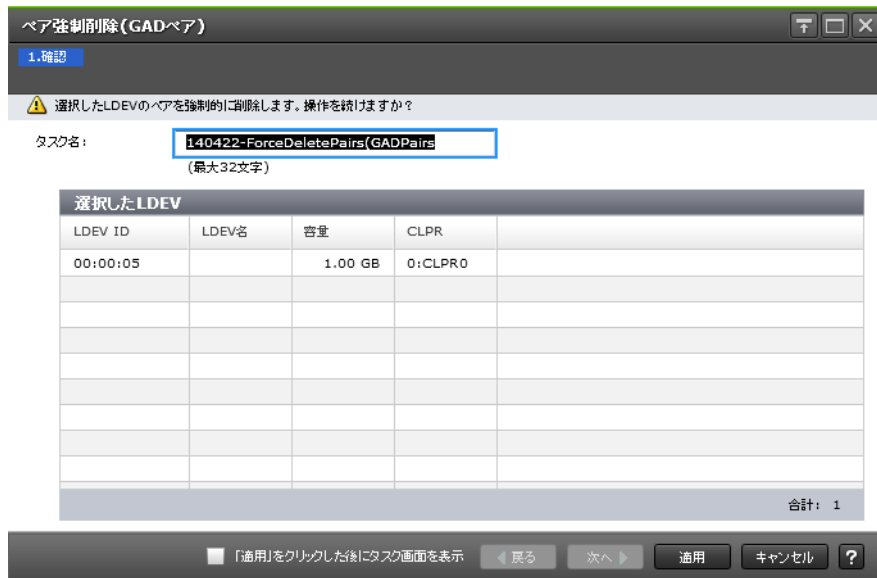 ペア強制削除(GADペア)
1.確認
選択したLDEVのペアを強制的に削除します。操作を続けますか?
タスク名: 140422-ForceDeletePairs(GADPairs
(最大32文字)
選択したLDEV
LDEV ID LDEV名 容量 CLPR
00:00:05 1.00 GB 0:CLPR0
合計: 1
「適用」をクリックした後にタスク画面を表示 戻る 次へ 適用 キャンセル ?